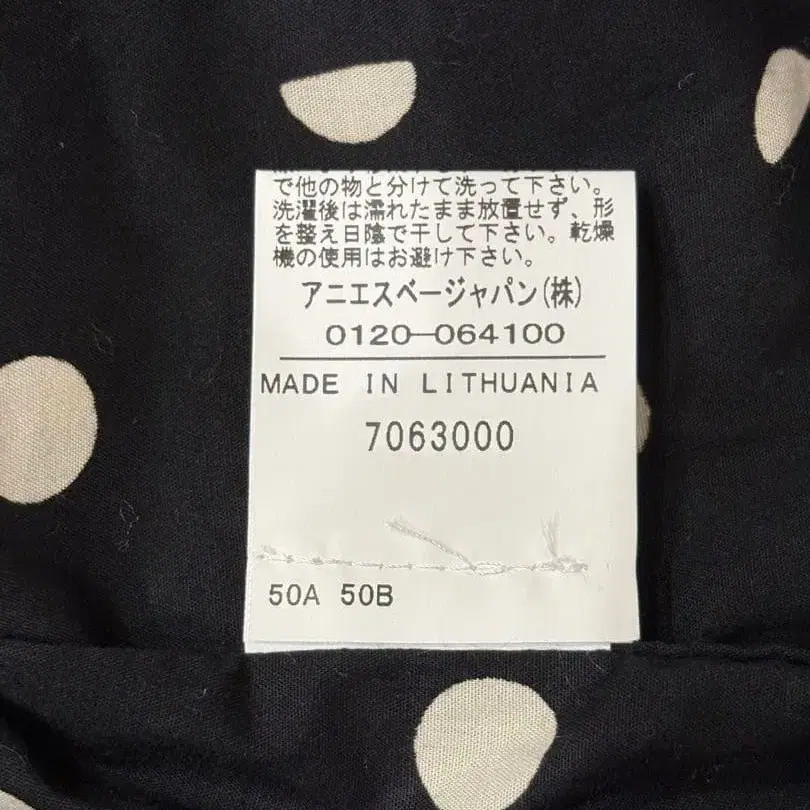 で他の物と分けて洗って下さい。
洗濯後は濡れたまま放置せず、形
を整え日陰で干して下さい。乾燥
機の使用はお避け下さい。
アニエスベージャパン(株)
0120-064100
MADE IN LITHUANIA
7063000
50A 50B